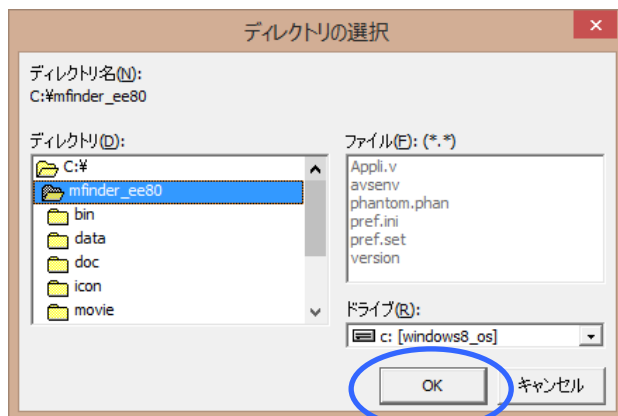 ディレクトリの選択
ディレクトリ名(N):
C:¥mfinder_ee80
ディレクトリ(D):
C:¥
mfinder_ee80
bin
data
doc
icon
movie
ファイル(F): (*.*)
Appli.v
avsenv
phantom.phan
pref.ini
pref.set
version
ドライブ(R):
c: [windows8_os]
OK
キャンセル